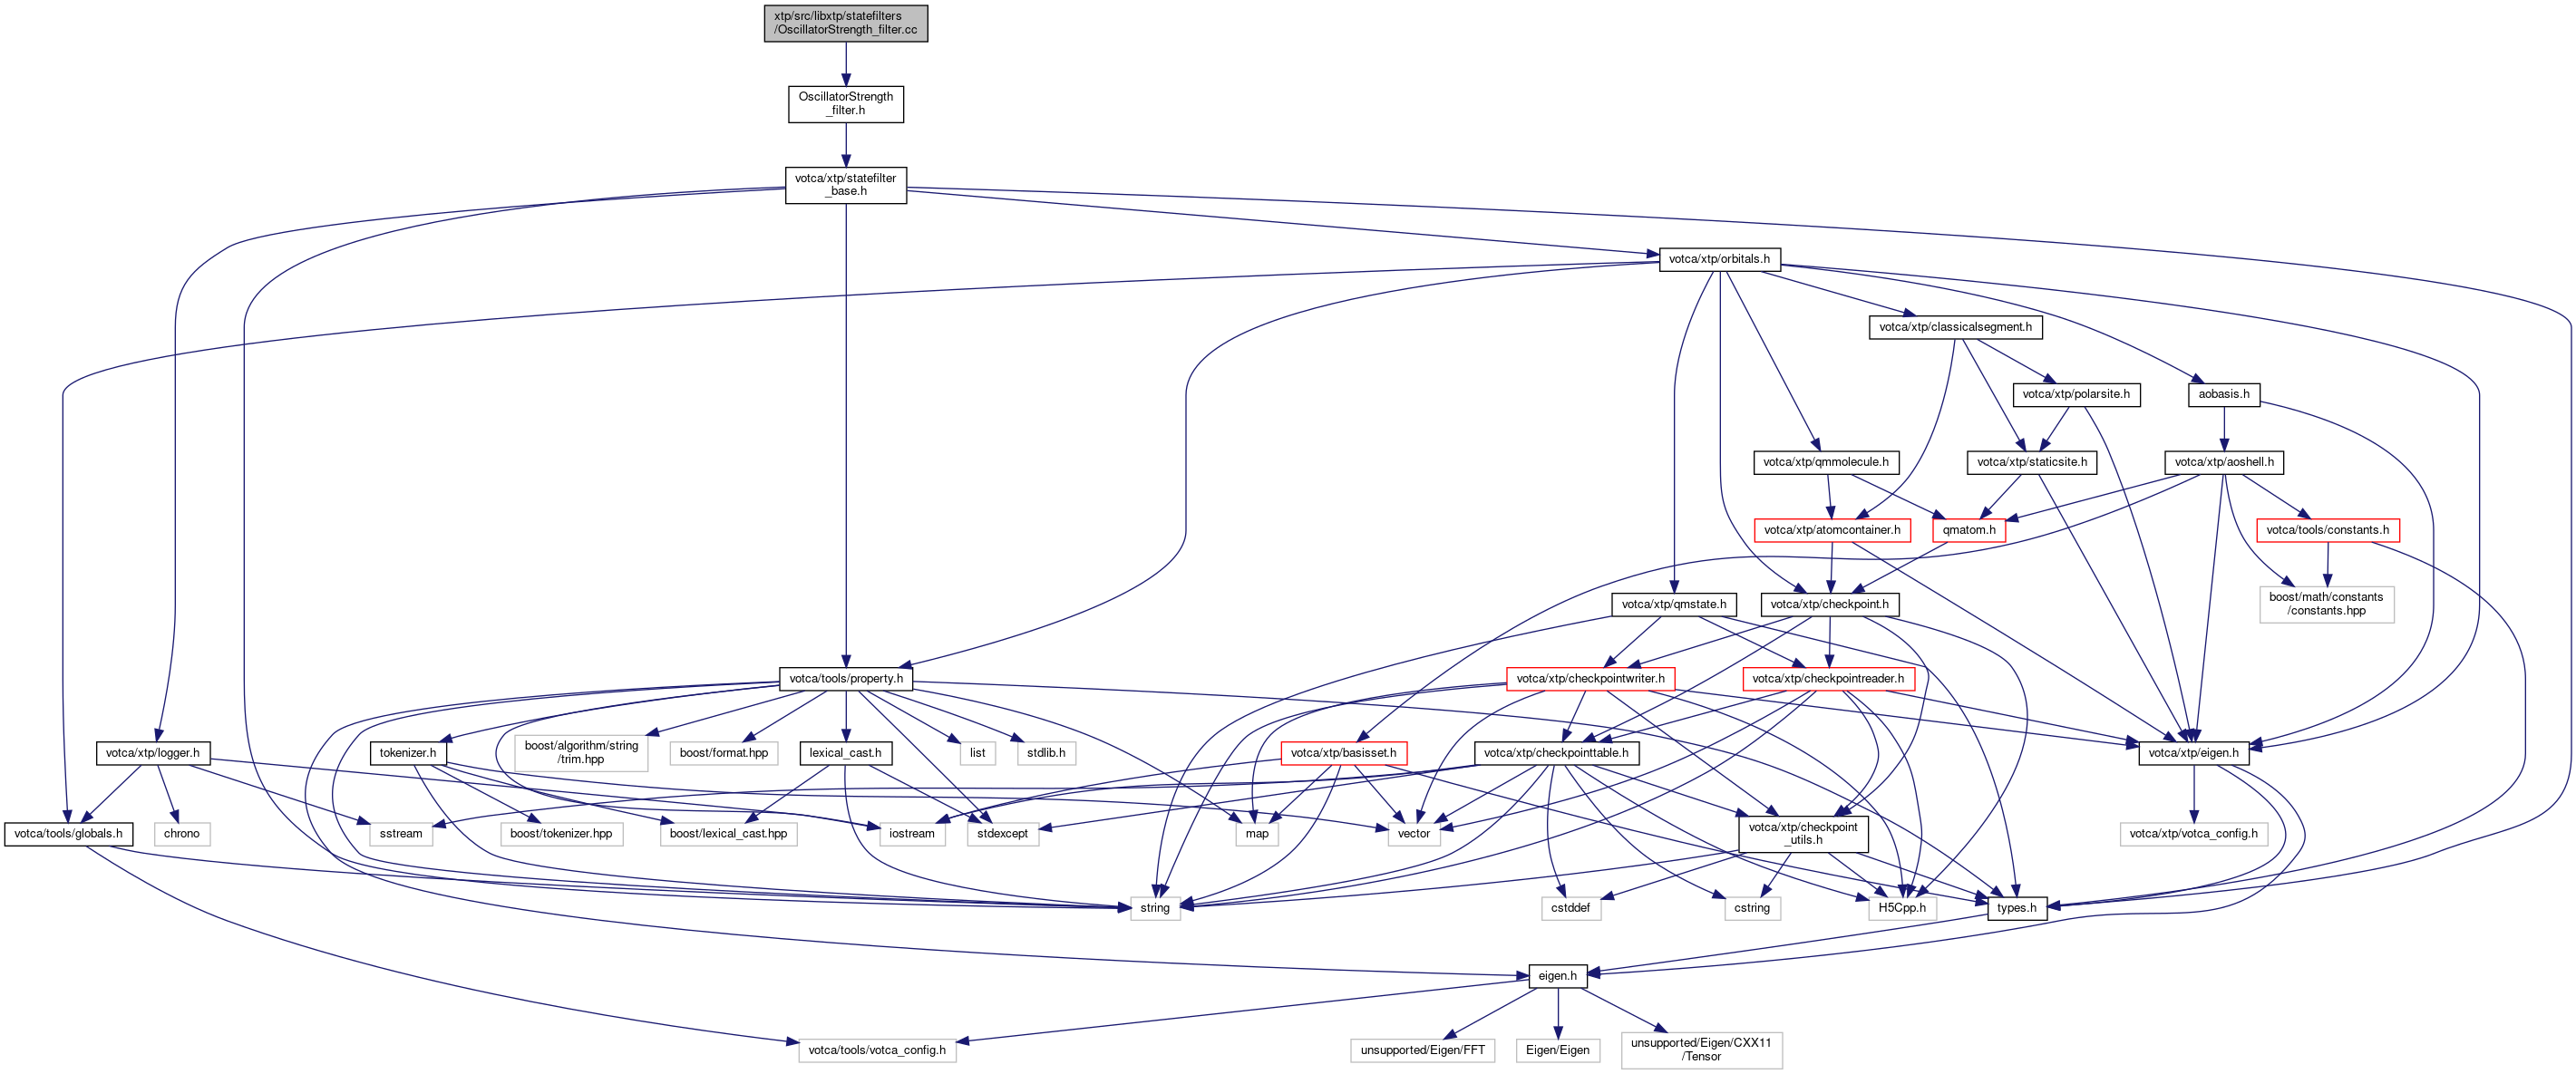 xtp/src/libxtp/statefilters
/OscillatorStrength_filter.cc
OscillatorStrength
_filter.h
votca/xtp/statefilter
_base.h
votca/xtp/orbitals.h
votca/xtp/classicalsegment.h
votca/xtp/polarsite.h
aobasis.h
votca/xtp/qmmolecule.h
votca/xtp/staticsite.h
votca/xtp/aoshell.h
votca/xtp/atomcontainer.h
qmatom.h
votca/tools/constants.h
votca/xtp/qmstate.h
votca/xtp/checkpoint.h
boost/math/constants
/constants.hpp
votca/tools/property.h
votca/xtp/checkpointwriter.h
votca/xtp/checkpointreader.h
votca/xtp/logger.h
tokenizer.h
boost/algorithm/string
/trim.hpp
boost/format.hpp
lexical_cast.h
list
stdlib.h
votca/xtp/basisset.h
votca/xtp/checkpointtable.h
votca/xtp/eigen.h
votca/tools/globals.h
chrono
sstream
boost/tokenizer.hpp
boost/lexical_cast.hpp
iostream
stdexcept
map
vector
votca/xtp/checkpoint
_utils.h
votca/xtp/votca_config.h
string
cstddef
cstring
H5Cpp.h
types.h
eigen.h
votca/tools/votca_config.h
unsupported/Eigen/FFT
Eigen/Eigen
unsupported/Eigen/CXX11
/Tensor